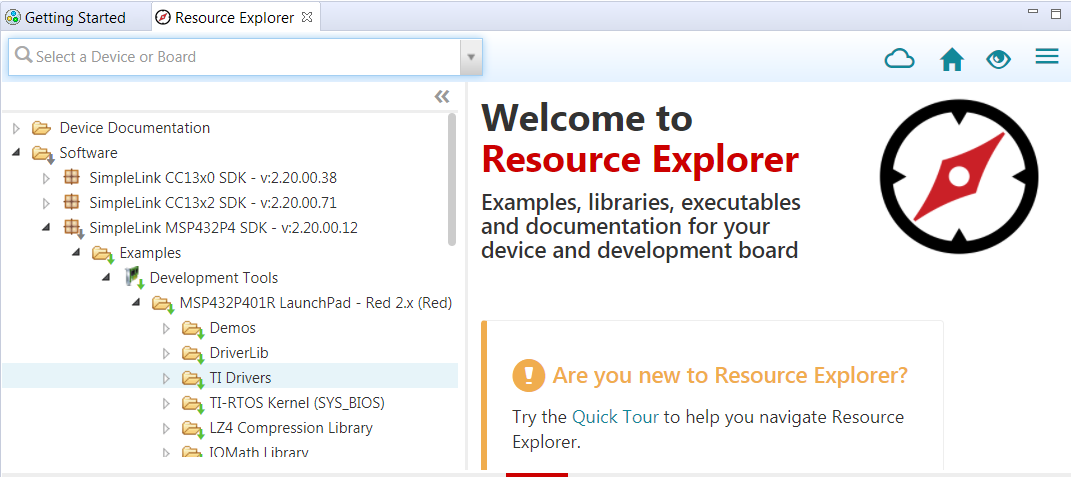 Getting Started
Resource Explorer
Select a Device or Board
Device Documentation
Software
SimpleLink CC13x0 SDK - v:2.20.00.38
SimpleLink CC13x2 SDK - v:2.20.00.71
SimpleLink MSP432P4 SDK - v:2.20.00.12
Examples
Development Tools
MSP432P401R LaunchPad - Red 2.x (Red)
Demos
DriverLib
TI Drivers
TI-RTOS Kernel (SYS_BIOS)
LZ4 Compression Library
IQMath Library
Welcome to
Resource Explorer
Examples, libraries, executables
and documentation for your
device and development board
Are you new to Resource Explorer?
Try the Quick Tour to help you navigate Resource
Explorer.